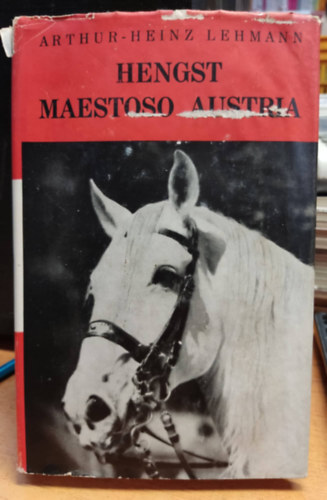 ARTHUR-HEINZ LEHMANN
HENGST
MAESTOSO AUSTRIA